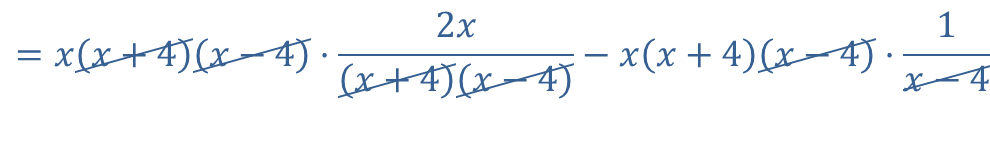 = x(x + 4)(x − 4) · 2x / (x + 4)(x − 4) − x(x + 4)(x − 4) · 1 / x − 4